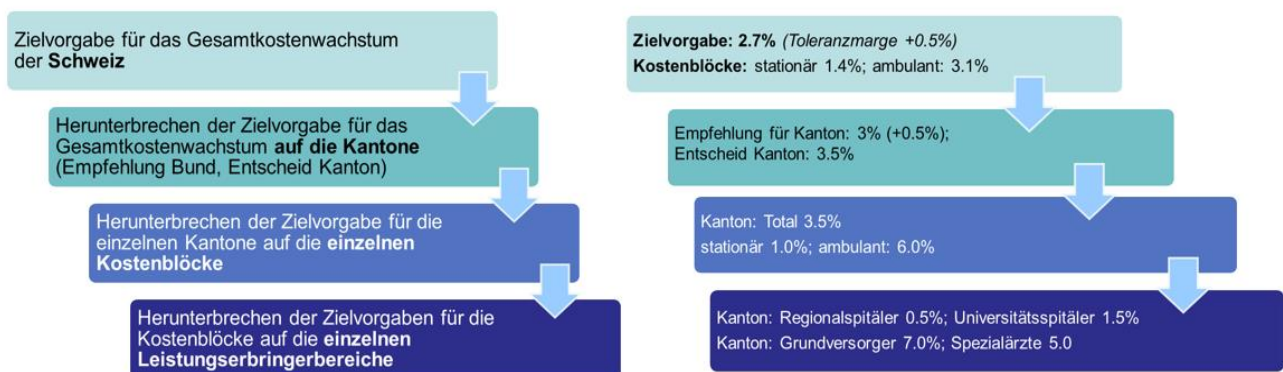 Zielvorgabe für das Gesamtkostenwachstum
der Schweiz
Herunterbrechen der Zielvorgabe für das
Gesamtkostenwachstum auf die Kantone
(Empfehlung Bund, Entscheid Kanton)
Herunterbrechen der Zielvorgabe für die
einzelnen Kantone auf die einzelnen
Kostenblöcke
Herunterbrechen der Zielvorgaben für die
Kostenblöcke auf die einzelnen
Leistungserbringerbereiche
Zielvorgabe: 2.7% (Toleranzmarge +0.5%)
Kostenblöcke: stationär 1.4%; ambulant: 3.1%
Empfehlung für Kanton: 3% (+0.5%);
Entscheid Kanton: 3.5%
Kanton: Total 3.5%
stationär 1.0%; ambulant: 6.0%
Kanton: Regionalspitäler 0.5%; Universitätsspitäler 1.5%
Kanton: Grundversorger 7.0%; Spezialärzte 5.0